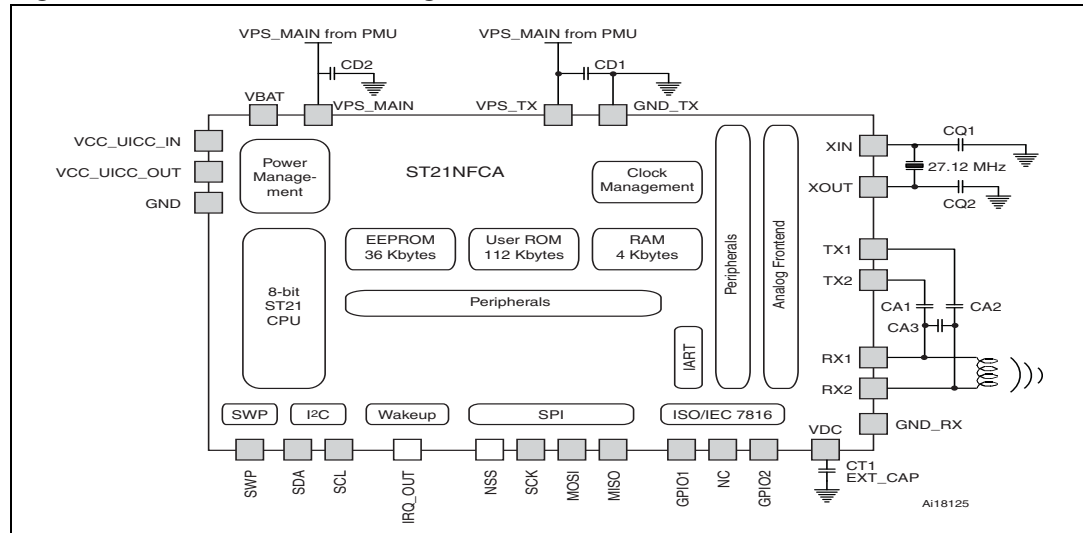 VPS_MAIN from PMU
VPS_MAIN from PMU
CD2
CD1
VBAT
VPS_MAIN
VPS_TX
GND_TX
VCC_UICC_IN
VCC_UICC_OUT
GND
Power
Manage-
ment
ST21NFCA
Clock
Management
XIN
XOUT
CQ1
27.12 MHz
CQ2
EEPROM
36 Kbytes
User ROM
112 Kbytes
RAM
4 Kbytes
Peripherals
Analog Frontend
TX1
TX2
8-bit
ST21
CPU
Peripherals
CA1
CA2
CA3
IART
RX1
RX2
SWP
I²C
Wakeup
SPI
ISO/IEC 7816
VDC
GND_RX
SWP
SDA
SCL
IRQ_OUT
NSS
SCK
MOSI
MISO
GPIO1
NC
GPIO2
CT1
EXT_CAP
Ai18125